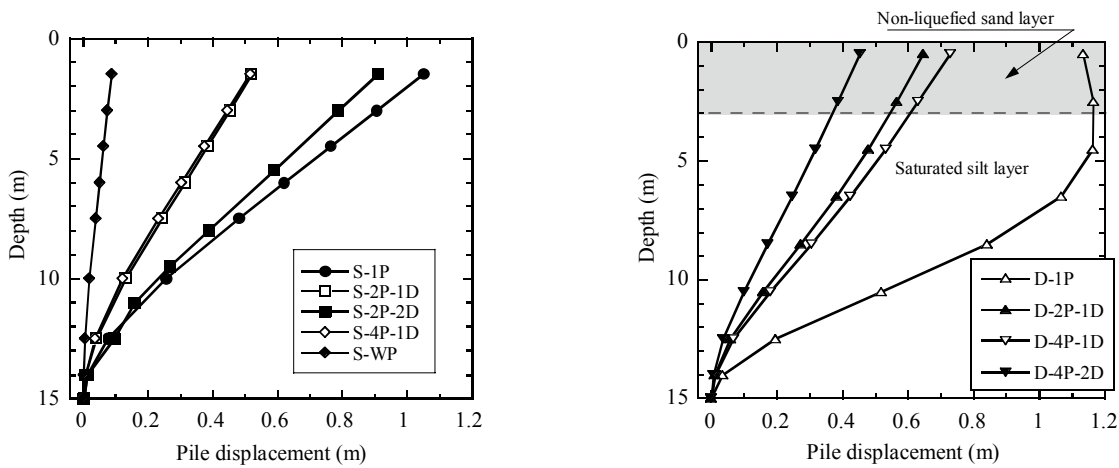 0
5
10
15
0
0.2
0.4
0.6
0.8
1
1.2
Depth (m)
Pile displacement (m)
S-1P
S-2P-1D
S-2P-2D
S-4P-1D
S-WP
Non-liquefied sand layer
0
5
10
15
0
0.2
0.4
0.6
0.8
1
1.2
Depth (m)
Pile displacement (m)
Saturated silt layer
D-1P
D-2P-1D
D-4P-1D
D-4P-2D